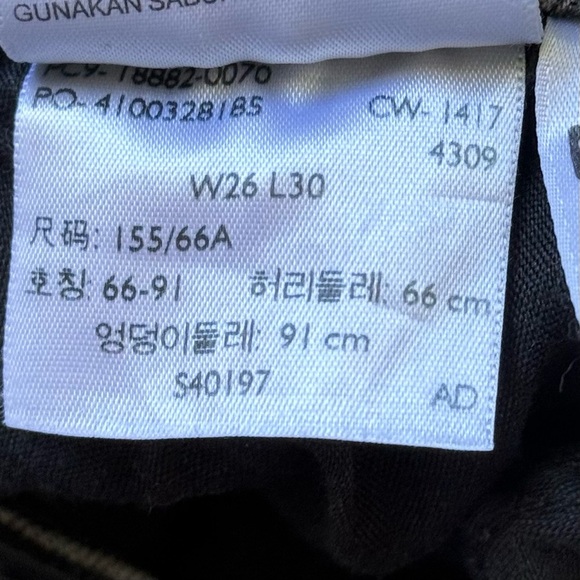 GUNAKAN SABUN
PC9-18882-0070
PO-4100328185
CW-1417
4309
W26 L30
尺码: 155/66A
호칭: 66-91 허리둘레: 66 cm
엉덩이둘레: 91 cm
S40197
AD